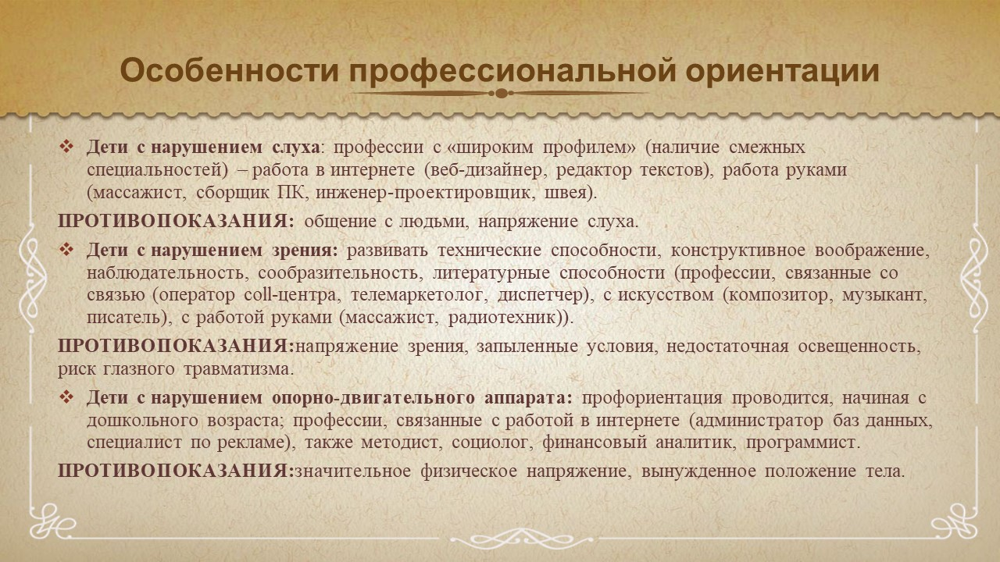 Особенности профессиональной ориентации
Дети с нарушением слуха: профессии с «широким профилем» (наличие смежных
специальностей) – работа в интернете (веб-дизайнер, редактор текстов), работа руками
(массажист, сборщик ПК, инженер-проектировщик, швея).
ПРОТИВОПОКАЗАНИЯ: общение с людьми, напряжение слуха.
Дети с нарушением зрения: развивать технические способности, конструктивное воображение,
наблюдательность, сообразительность, литературные способности (профессии, связанные со
связью (оператор coll-центра, телемаркетолог, диспетчер), с искусством (композитор, музыкант,
писатель), с работой руками (массажист, радиотехник)).
ПРОТИВОПОКАЗАНИЯ:напряжение зрения, запыленные условия, недостаточная освещенность,
риск глазного травматизма.
Дети с нарушением опорно-двигательного аппарата: профориентация проводится, начиная с
дошкольного возраста; профессии, связанные с работой в интернете (администратор баз данных,
специалист по рекламе), также методист, социолог, финансовый аналитик, программист.
ПРОТИВОПОКАЗАНИЯ:значительное физическое напряжение, вынужденное положение тела.